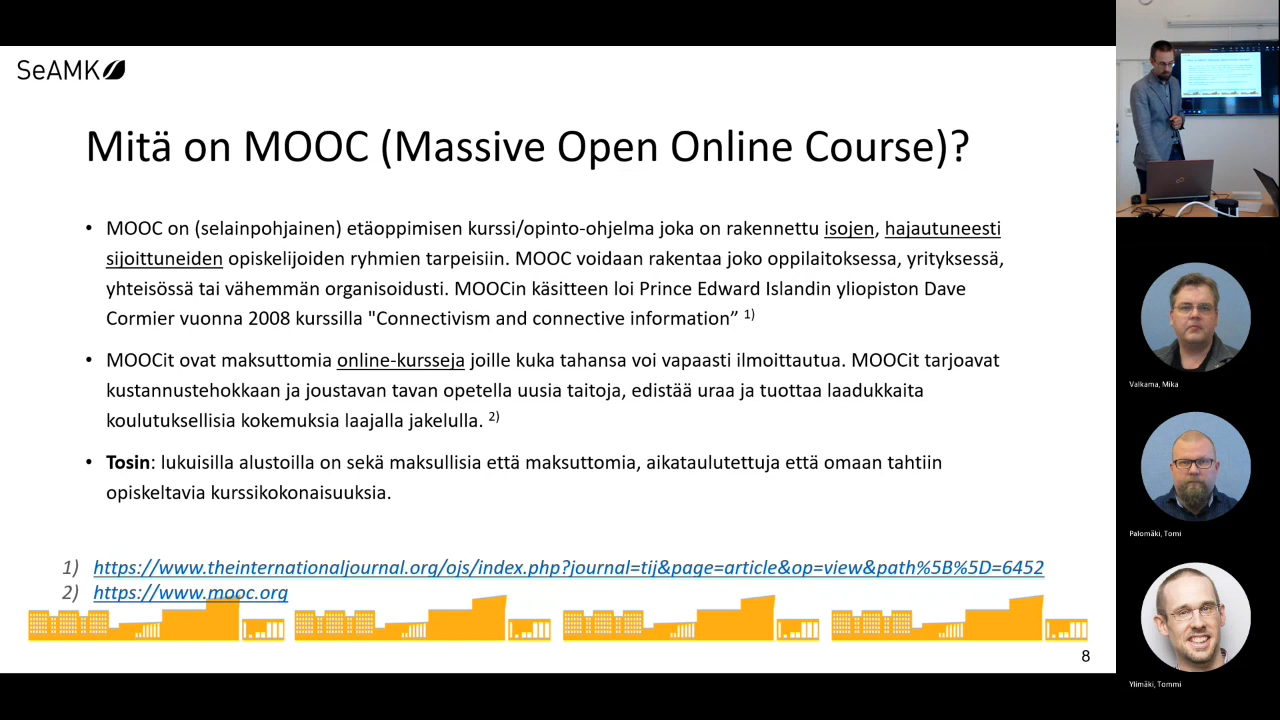 SeAMK
Mitä on MOOC (Massive Open Online Course)?
• MOOC on (selainpohjainen) etäoppimisen kurssi/opinto-ohjelma joka on rakennettu isojen, hajautuneesti
sijoittuneiden opiskelijoiden ryhmien tarpeisiin. MOOC voidaan rakentaa joko oppilaitoksessa, yrityksessä,
yhteisössä tai vähemmän organisoidusti. MOOCin käsitteen loi Prince Edward Islandin yliopiston Dave
Cormier vuonna 2008 kurssilla "Connectivism and connective information” 1)
• MOOCit ovat maksuttomia online-kursseja joille kuka tahansa voi vapaasti ilmoittautua. MOOCit tarjoavat
kustannustehokkaan ja joustavan tavan opetella uusia taitoja, edistää uraa ja tuottaa laadukkaita
koulutuksellisia kokemuksia laajalla jakelulla. 2)
• Tosin: lukuisilla alustoilla on sekä maksullisia että maksuttomia, aikataulutettuja että omaan tahtiin
opiskeltavia kurssikokonaisuuksia.
1) https://www.theinternationaljournal.org/ojs/index.php?journal=tij&page=article&op=view&path%5B%5D=6452
2) https://www.mooc.org
8
Valkama, Mika
Palomäki, Tomi
Ylimäki, Tommi